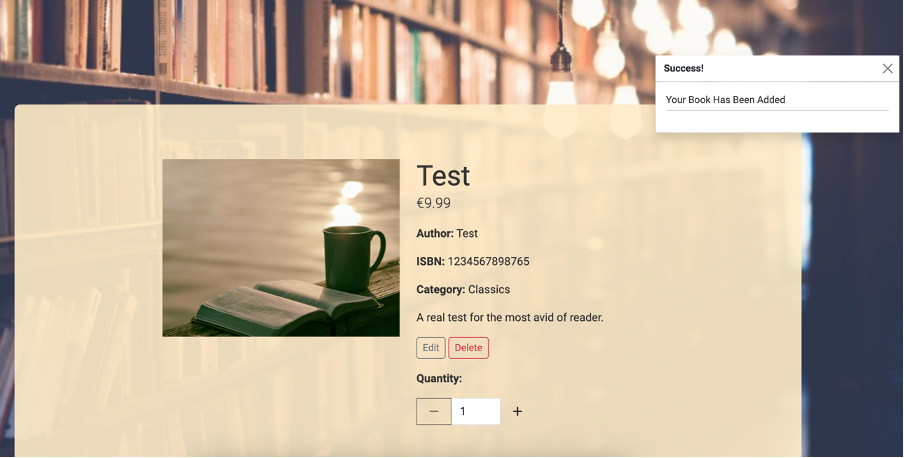 Success!
Your Book Has Been Added
Test
€9.99
Author: Test
ISBN: 1234567898765
Category: Classics
A real test for the most avid of reader.
Edit Delete
Quantity:
1